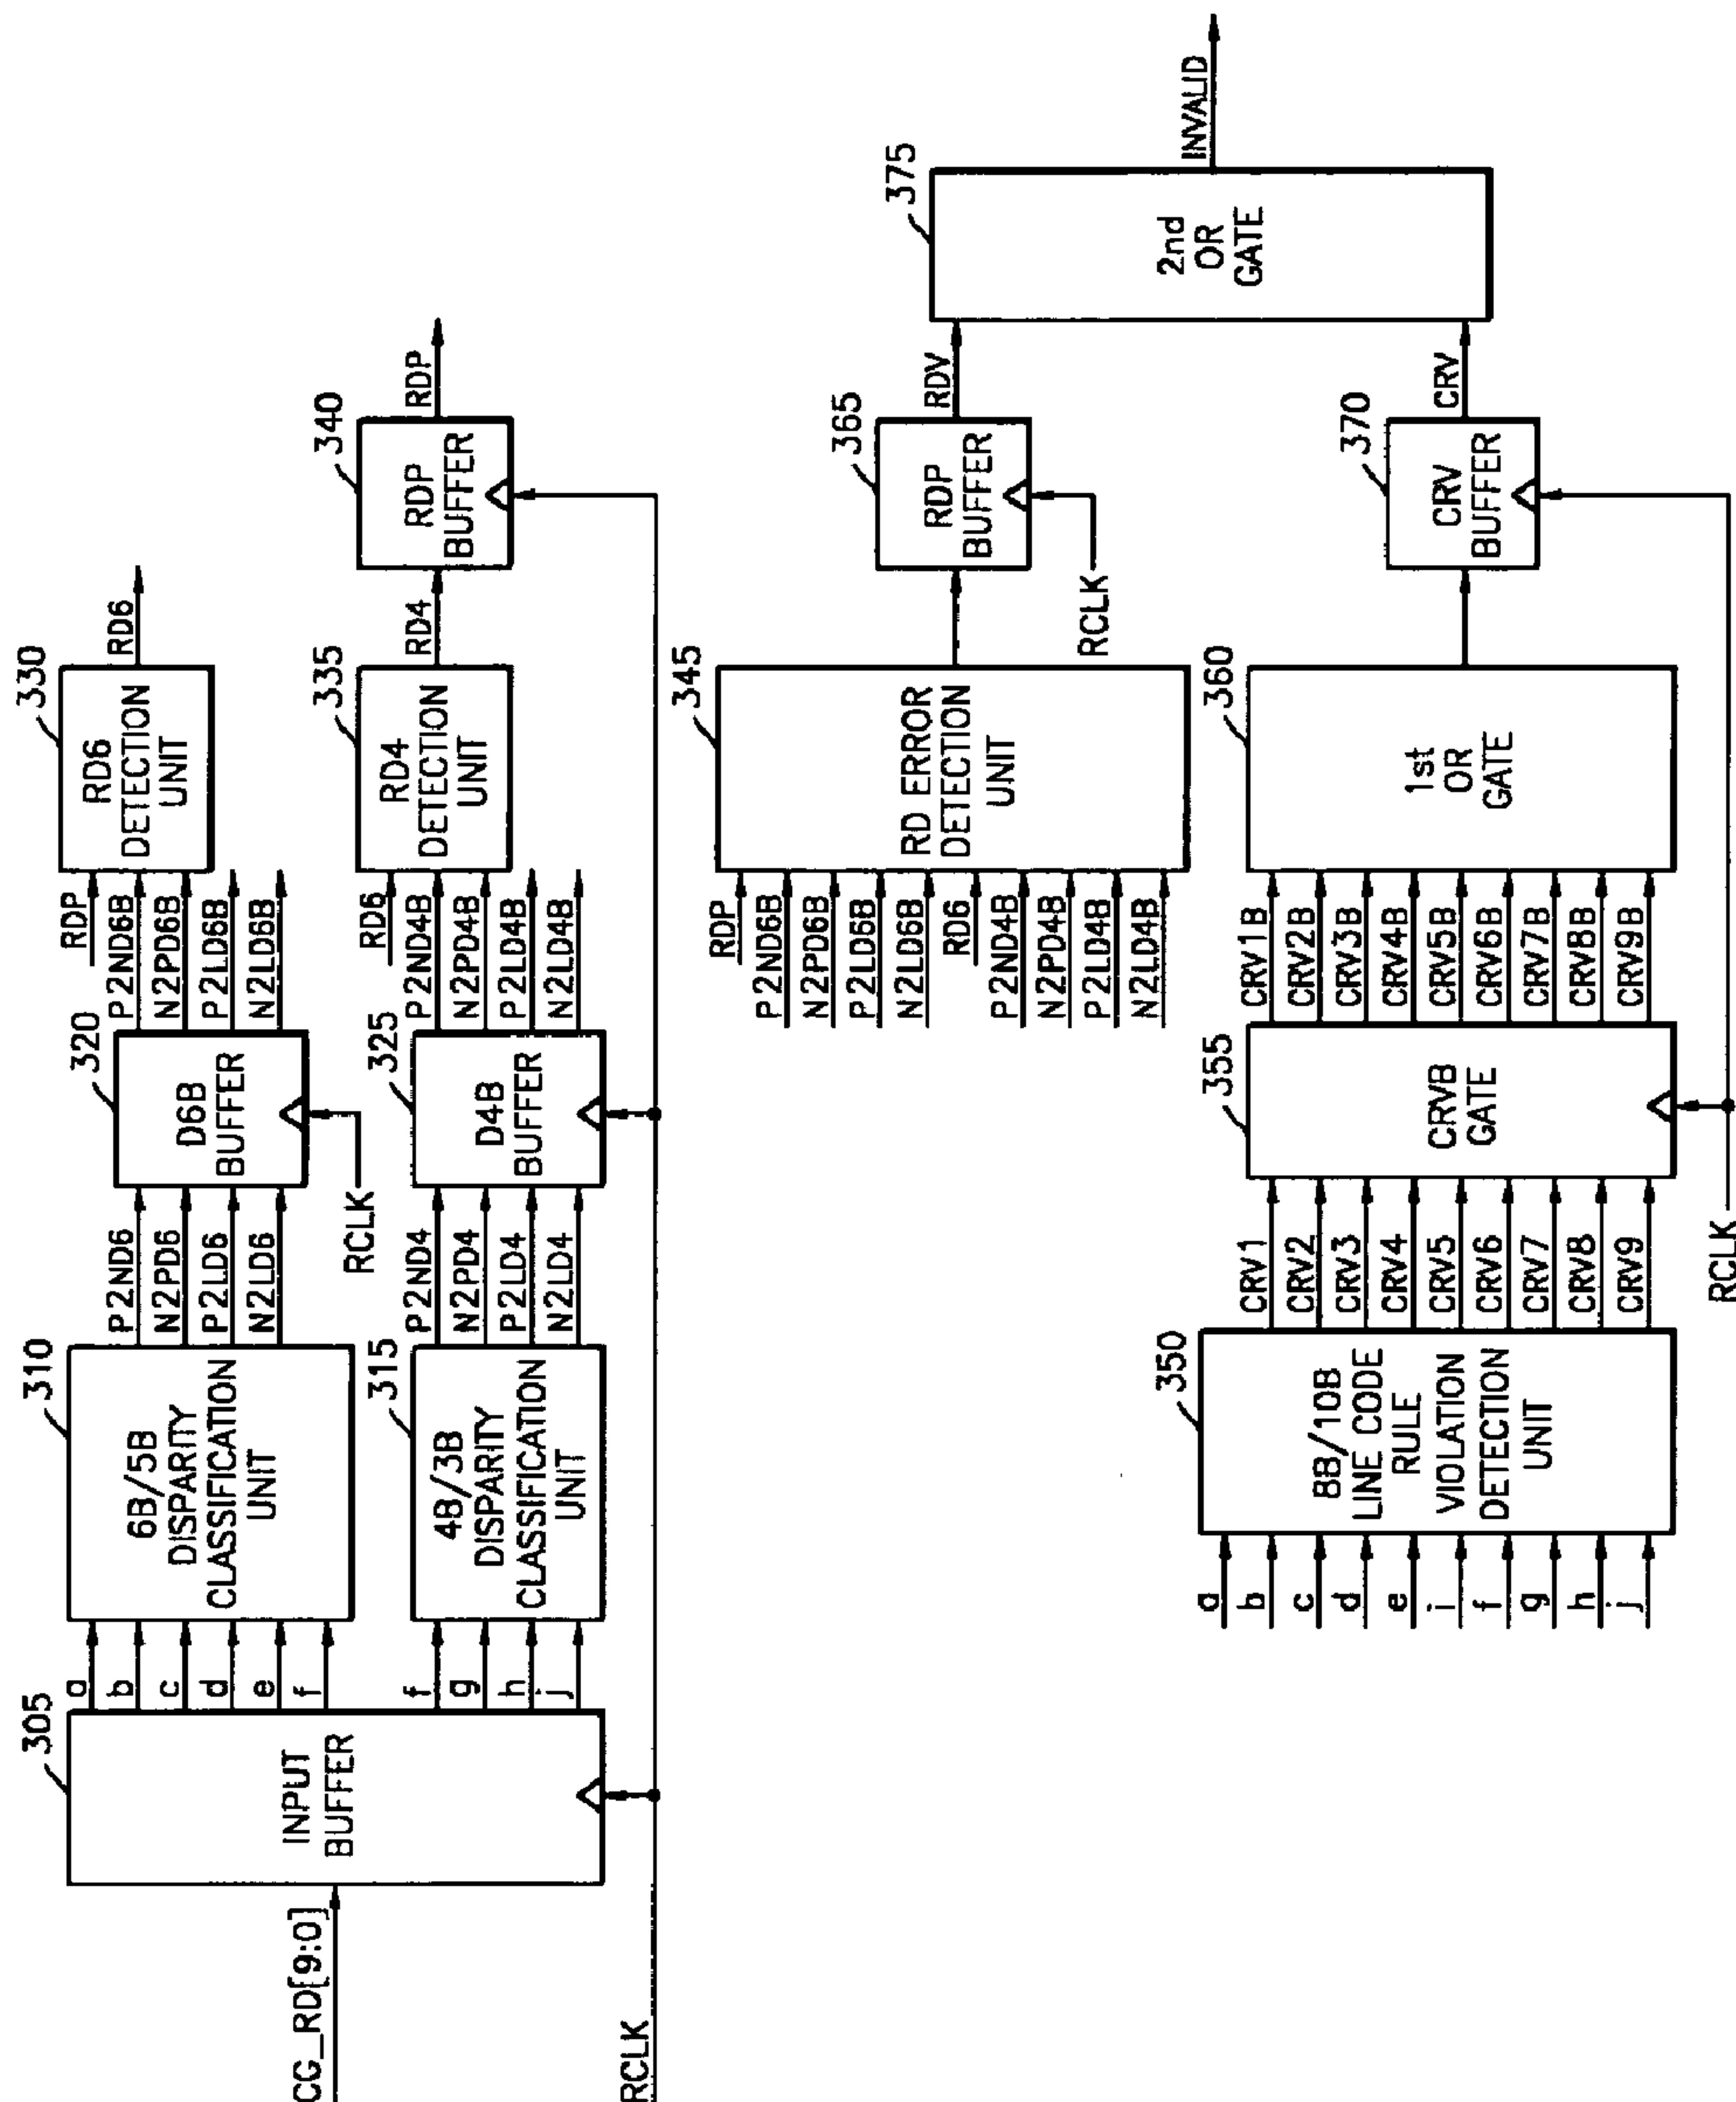 CG_RD[9:0]
RCLK
305
INPUT
BUFFER
a
b
c
d
e
f
f
g
h
j
310
6B/5B
DISPARITY
CLASSIFICATION
UNIT
315
4B/3B
DISPARITY
CLASSIFICATION
UNIT
P2ND6
N2PD6
P2LD6
N2LD6
RCLK
P2ND4
N2PD4
P2LD4
N2LD4
320
D6B
BUFFER
325
D4B
BUFFER
RDP
P2ND6B
N2PD6B
P2LD6B
N2LD6B
RD6
P2ND4B
N2PD4B
P2LD4B
N2LD4B
330
RD6
DETECTION
UNIT
RD6
335
RD4
DETECTION
UNIT
RD4
340
RDP
BUFFER
RDP
RDP
P2ND6B
N2PD6B
P2LD6B
N2LD6B
RD6
P2ND4B
N2PD4B
P2LD4B
N2LD4B
345
RD ERROR
DETECTION
UNIT
RCLK
365
RDP
BUFFER
RDV
a
b
c
d
e
i
f
g
h
j
350
8B/10B
LINE CODE
RULE
VIOLATION
DETECTION
UNIT
CRV1
CRV2
CRV3
CRV4
CRV5
CRV6
CRV7
CRV8
CRV9
RCLK
355
CRVB
GATE
CRV1B
CRV2B
CRV3B
CRV4B
CRV5B
CRV6B
CRV7B
CRV8B
CRV9B
360
1st
OR
GATE
370
CRV
BUFFER
CRV
375
2nd
OR
GATE
INVALID